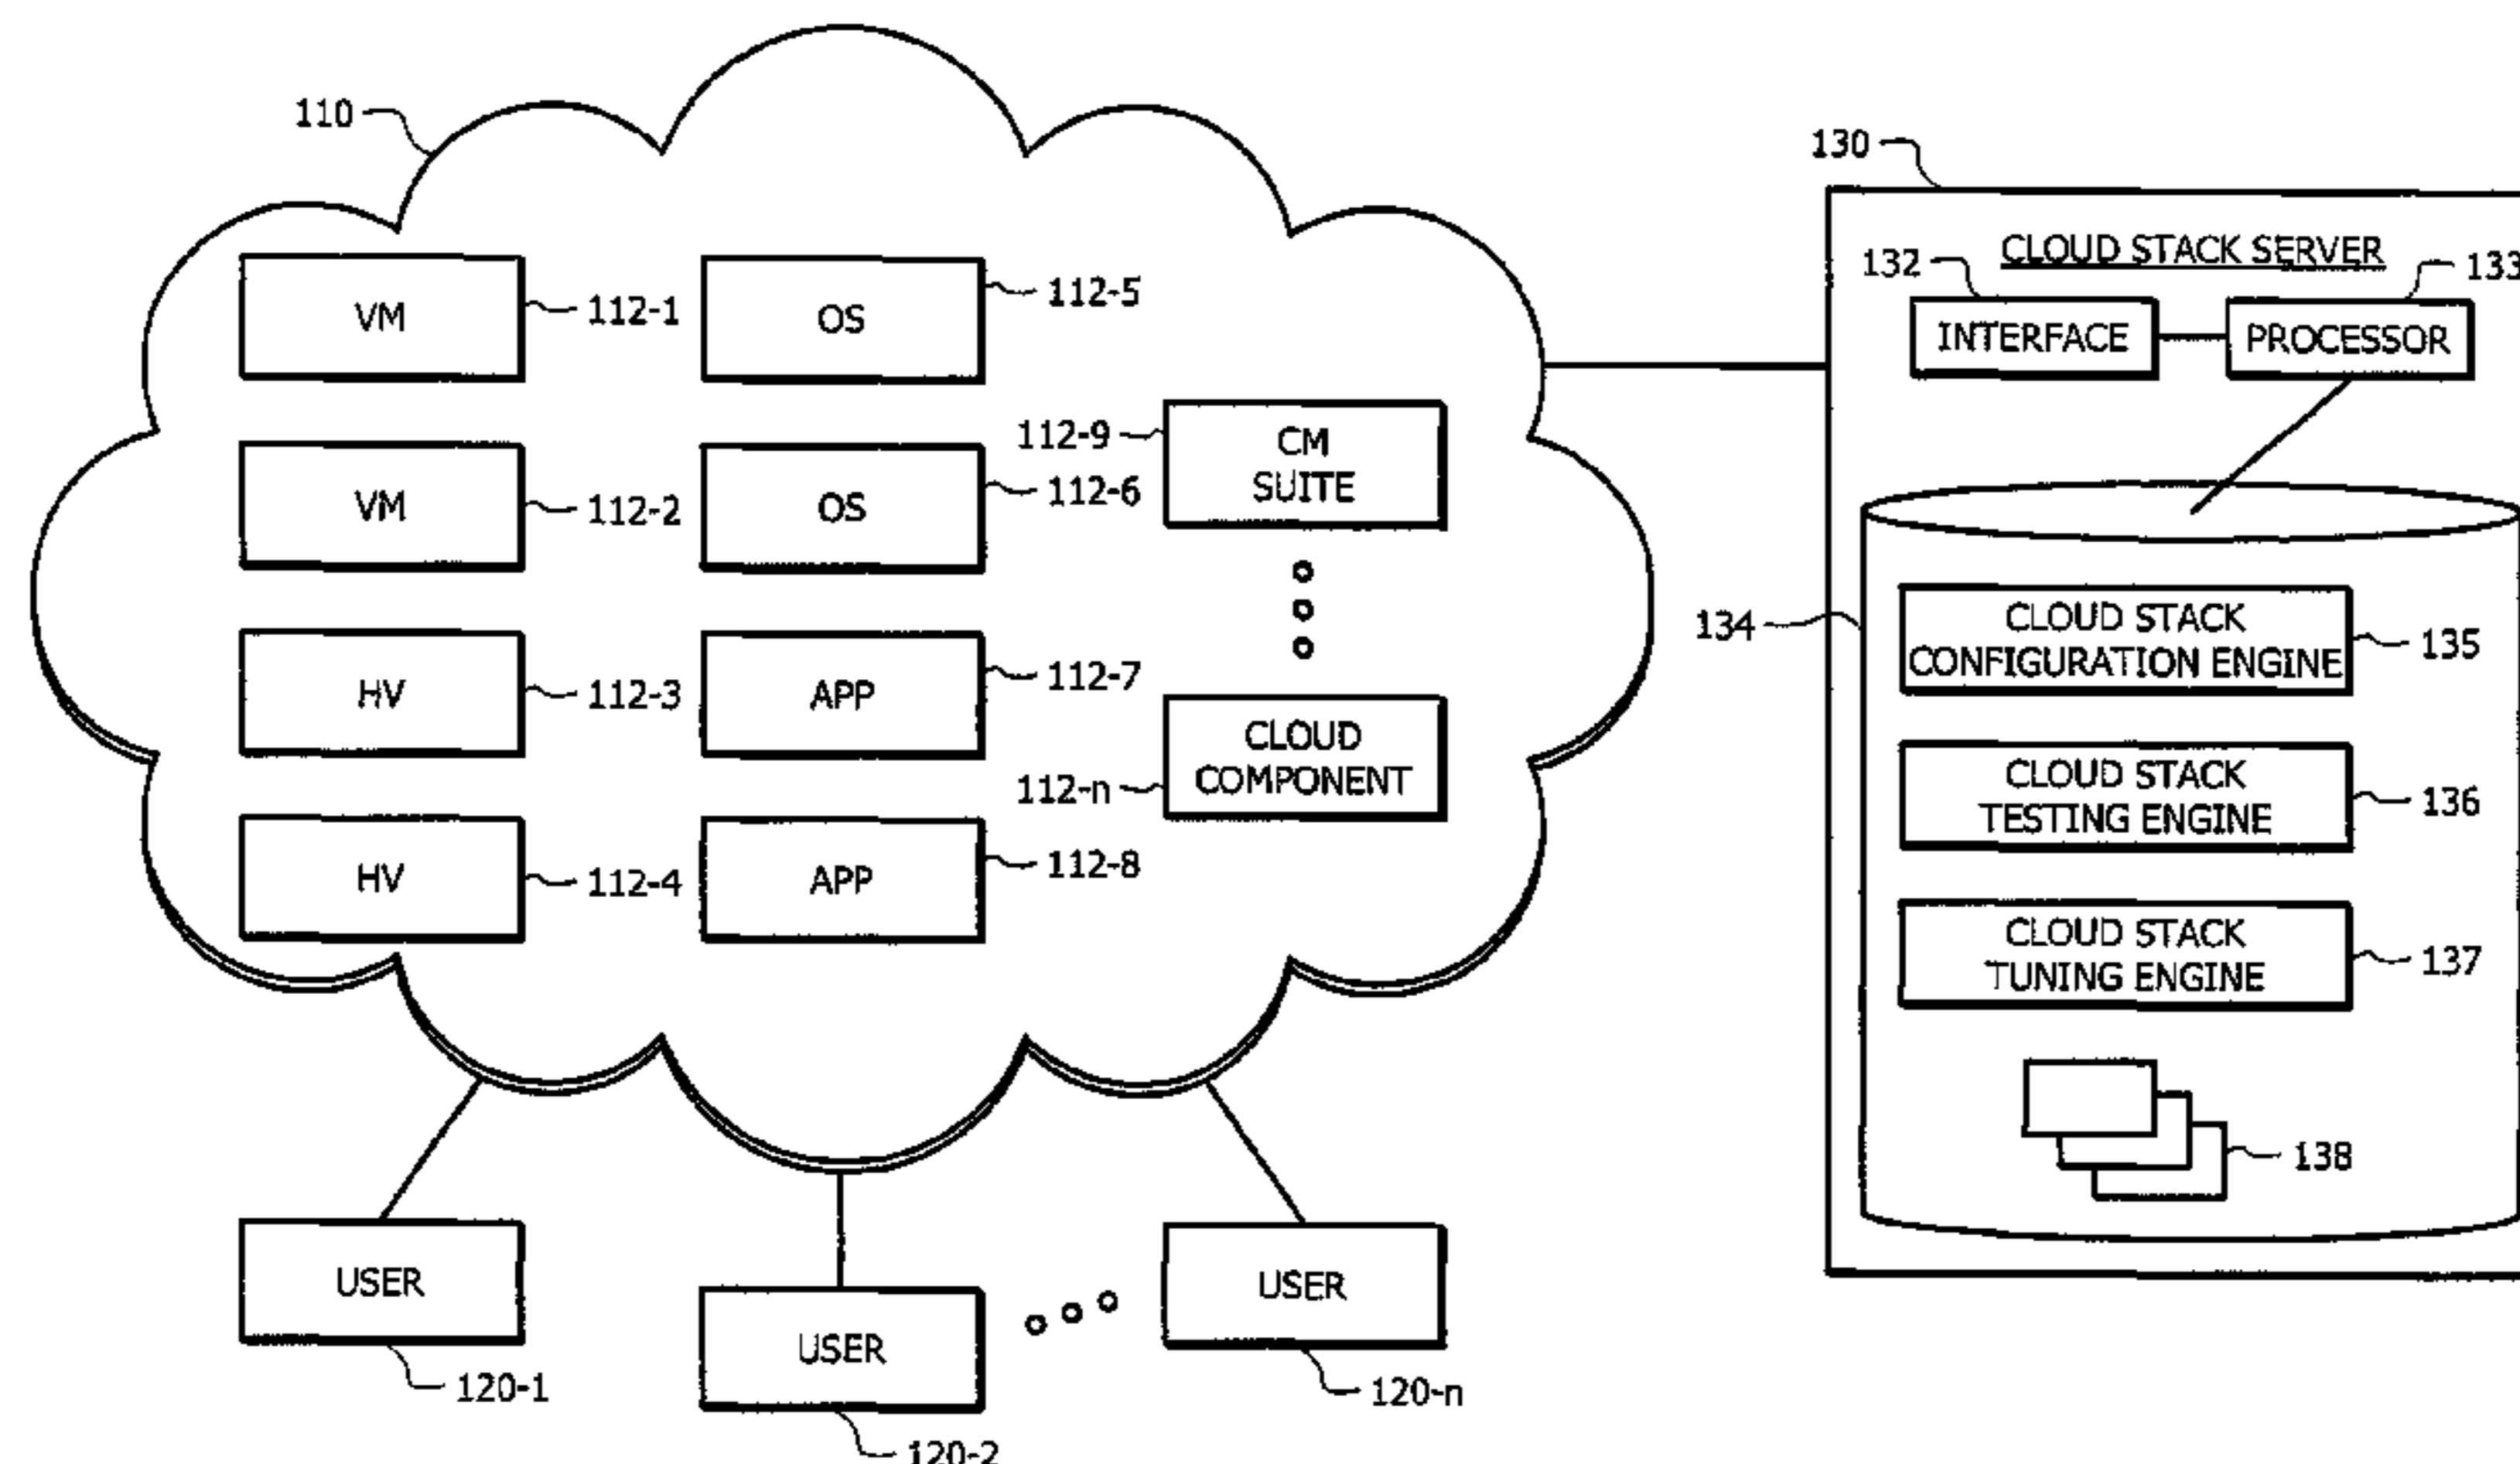 110
130
CLOUD STACK SERVER
132
133
INTERFACE
PROCESSOR
VM
112-1
OS
112-5
VM
112-2
OS
112-6
112-9
CM
SUITE
HV
112-3
APP
112-7
CLOUD
COMPONENT
112-n
HV
112-4
APP
112-8
134
CLOUD STACK
CONFIGURATION ENGINE
135
CLOUD STACK
TESTING ENGINE
136
CLOUD STACK
TUNING ENGINE
137
138
USER
120-1
USER
120-2
USER
120-n